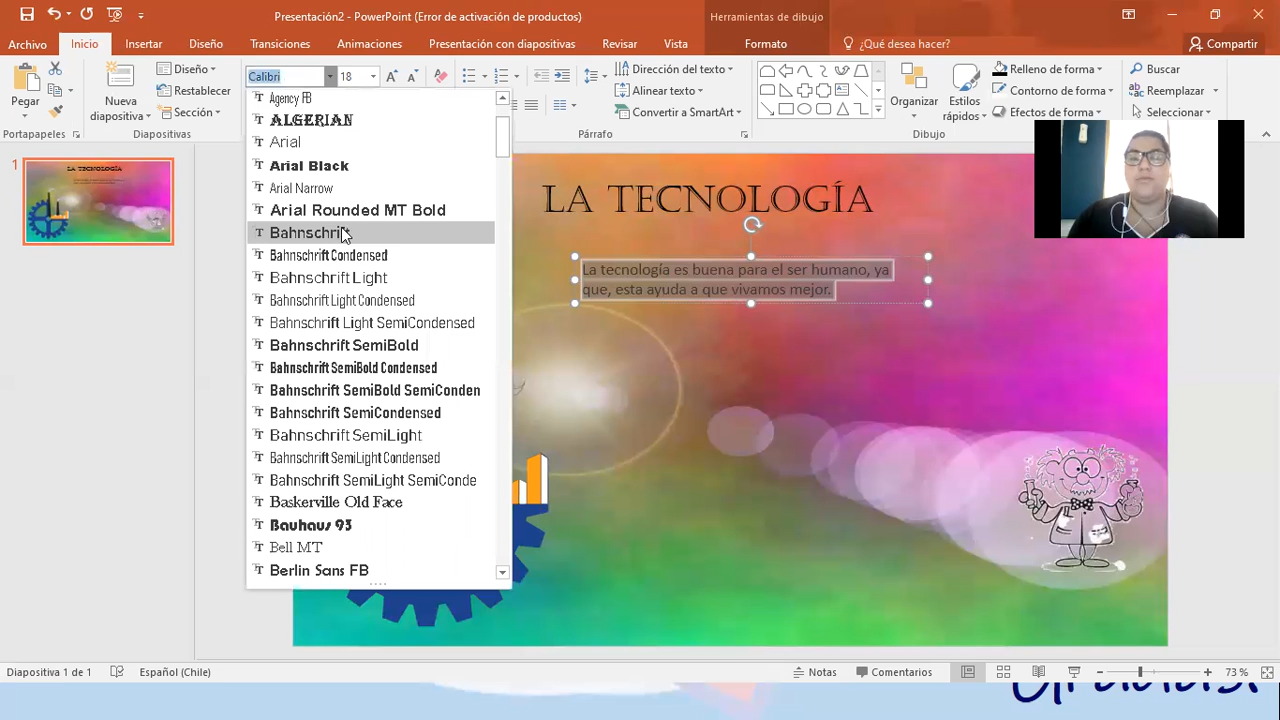 Presentación2 - PowerPoint (Error de activación de productos)
Herramientas de dibujo
Archivo
Inicio
Insertar
Diseño
Transiciones
Animaciones
Presentación con diapositivas
Revisar
Vista
Formato
¿Qué desea hacer?
Compartir
Pegar
Nueva
diapositiva
Diseño
Restablecer
Sección
Diapositivas
Calibri
18
Dirección del texto
Alinear texto
Convertir a SmartArt
Párrafo
Organizar
Estilos
rápidos
Relleno de forma
Contorno de forma
Efectos de forma
Dibujo
Buscar
Reemplazar
Seleccionar
Agency FB
ALGERIAN
Arial
Arial Black
Arial Narrow
Arial Rounded MT Bold
Bahnschrift
Bahnschrift Condensed
Bahnschrift Light
Bahnschrift Light Condensed
Bahnschrift Light SemiCondensed
Bahnschrift SemiBold
Bahnschrift SemiBold Condensed
Bahnschrift SemiBold SemiConden
Bahnschrift SemiCondensed
Bahnschrift SemiLight
Bahnschrift SemiLight Condensed
Bahnschrift SemiLight SemiConde
Baskerville Old Face
Bauhaus 93
Bell MT
Berlin Sans FB
1
LA TECNOLOGÍA
LA TECNOLOGÍA
La tecnología es buena para el ser humano, ya
que, esta ayuda a que vivamos mejor.
Diapositiva 1 de 1
Español (Chile)
Notas
Comentarios
73 %